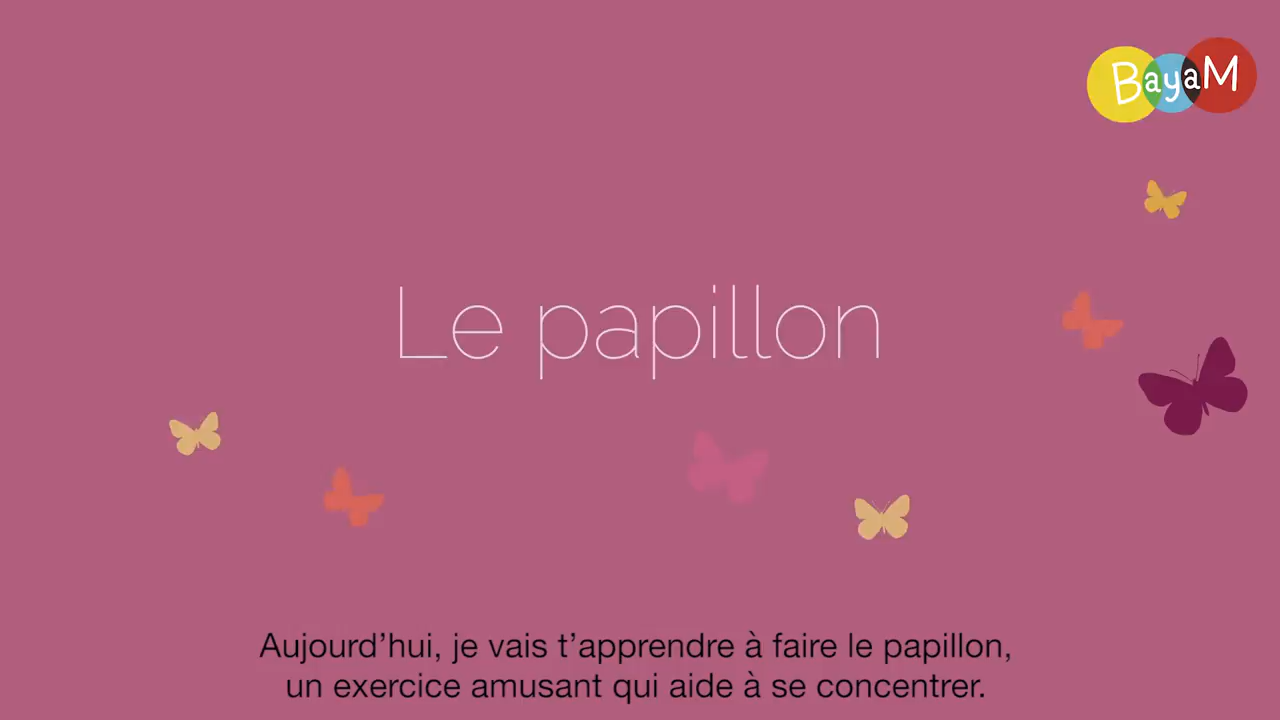 BayaM
Le papillon
Aujourd’hui, je vais t’apprendre à faire le papillon,
un exercice amusant qui aide à se concentrer.